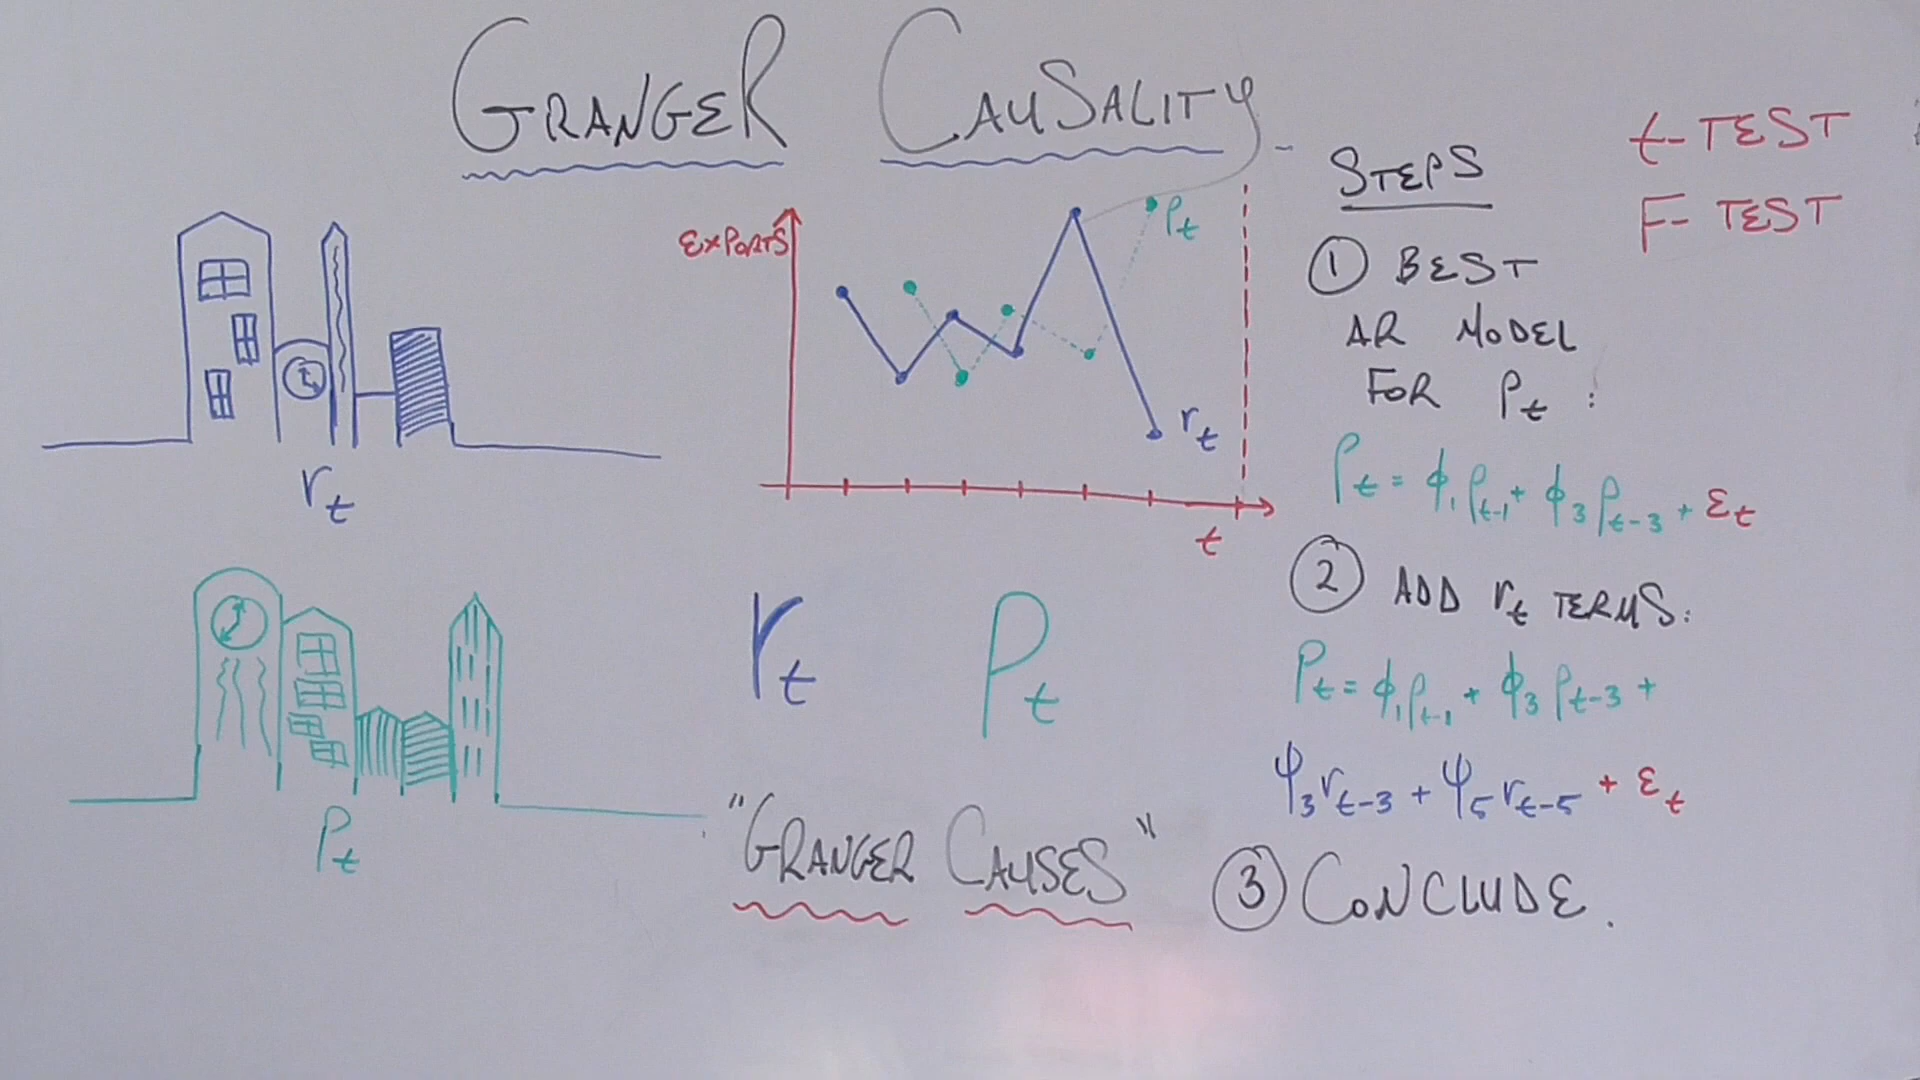 GRANGER CAUSALITY
t-TEST
F-TEST
EXPORTS
Pt
rt
t
rt
Pt
rt Pt
"GRANGER CAUSES"
STEPS
① BEST
AR MODEL
FOR Pt :
Pt = ϕ₁Pt-1 + ϕ₃Pt-3 + εt
② ADD rt TERMS:
Pt = ϕ₁Pt-1 + ϕ₃Pt-3 +
ψ₃rt-3 + ψ₅rt-5 + εt
③ CONCLUDE.